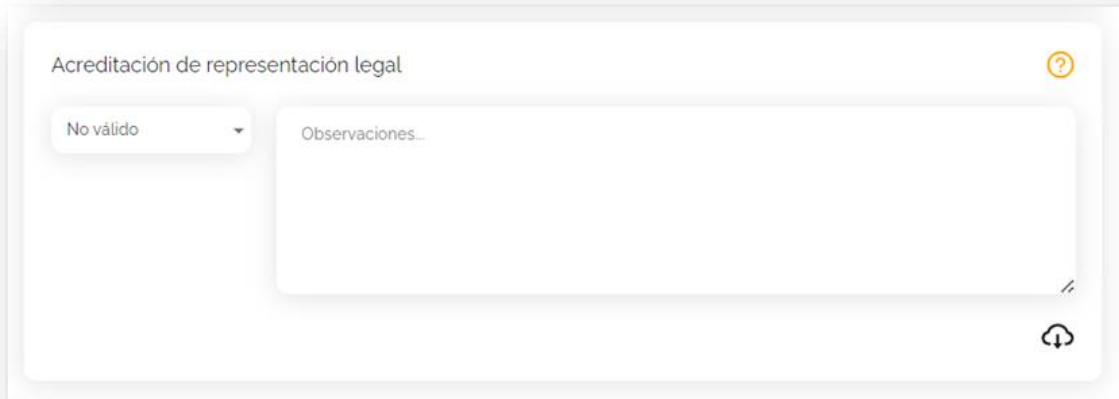 Acreditación de representación legal
?
No válido
Observaciones...